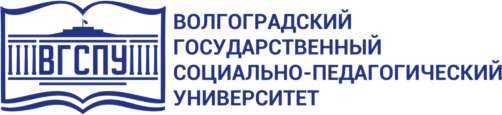 ВГСПУ
ВОЛГОГРАДСКИЙ
ГОСУДАРСТВЕННЫЙ
СОЦИАЛЬНО-ПЕДАГОГИЧЕСКИЙ
УНИВЕРСИТЕТ